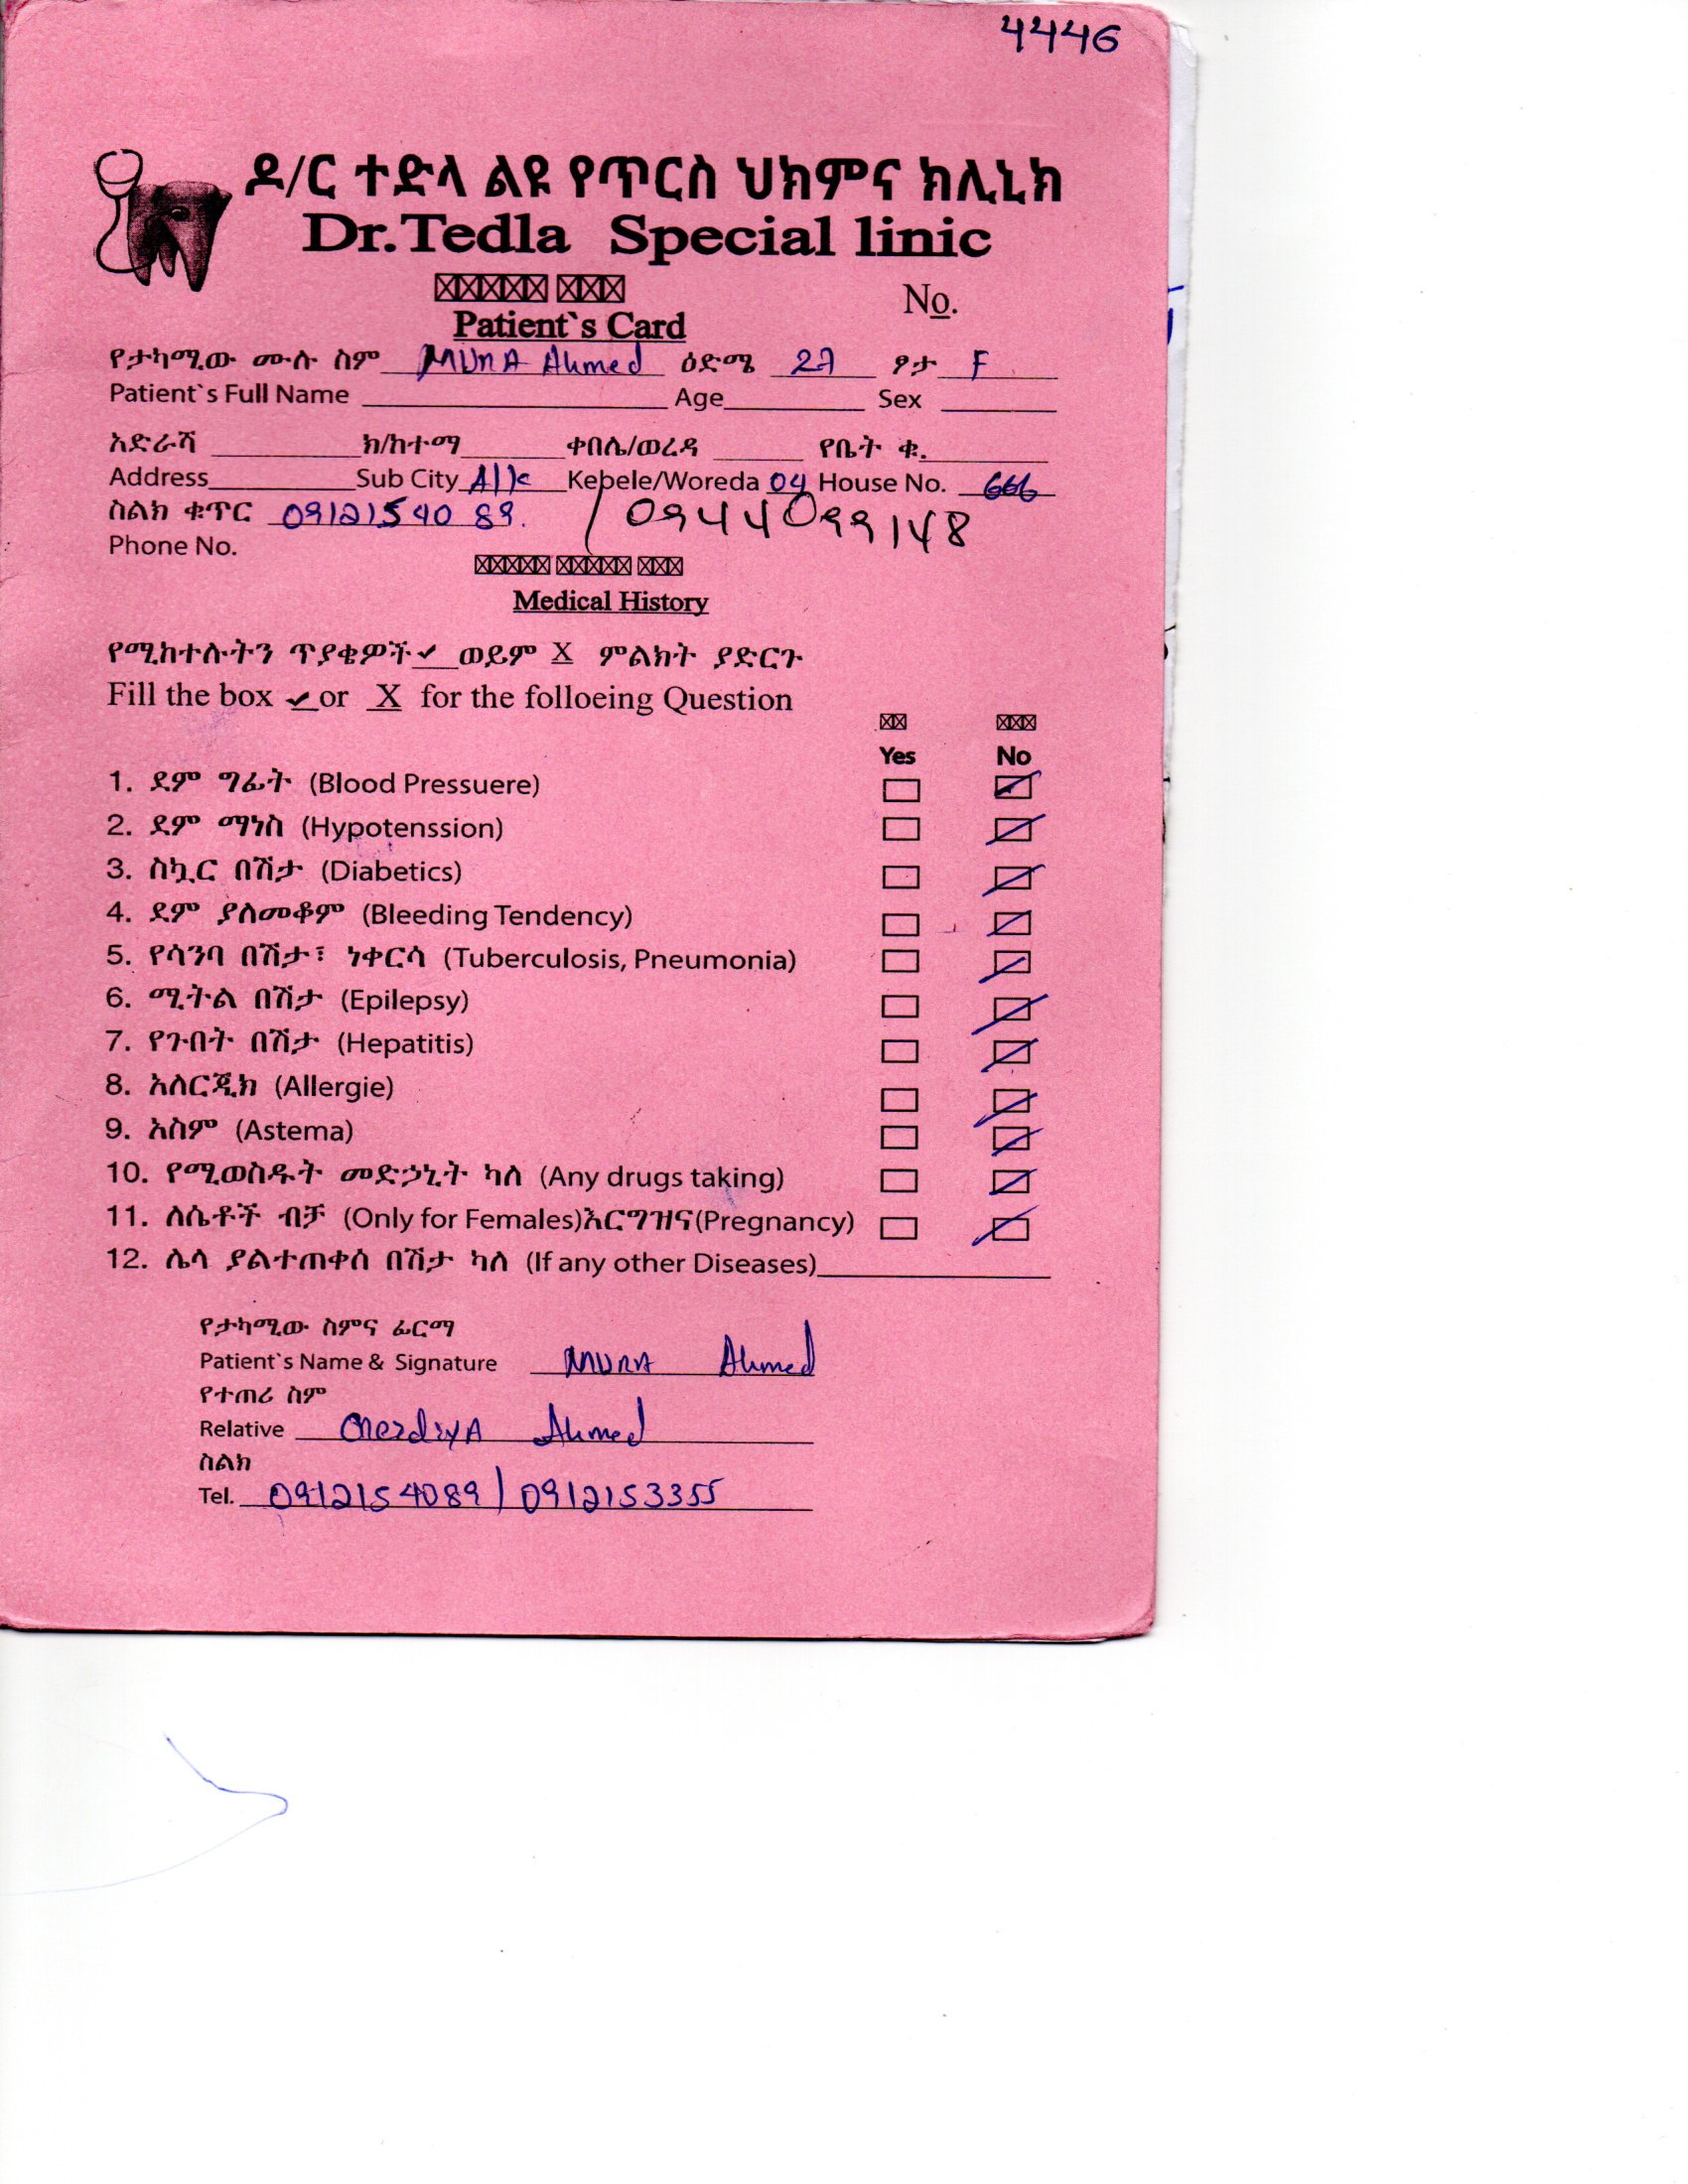 4446
ዶ/ር ተድላ ልዩ የጥርስ ህክምና ክሊኒክ
Dr.Tedla Special linic
No.
Patient`s Card
የታካሚው ሙሉ ስም MUNA Ahmed ዕድሜ 27 ፆታ F
Patient`s Full Name Age Sex
አድራሻ ክ/ከተማ ቀበሌ/ወረዳ የቤት ቁ.
Address Sub City A/k Kebele/Woreda 04 House No. 666
ስልክ ቁጥር 0912154089. / 0944099148
Phone No.
Medical History
የሚከተሉትን ጥያቄዎች ✓ ወይም X ምልክት ያድርጉ
Fill the box ✓ or X for the folloeing Question
Yes No
1. ደም ግፊት (Blood Pressuere)
2. ደም ማነስ (Hypotenssion)
3. ስኳር በሽታ (Diabetics)
4. ደም ያለመቆም (Bleeding Tendency)
5. የሳንባ በሽታ፣ ነቀርሳ (Tuberculosis, Pneumonia)
6. ሚትል በሽታ (Epilepsy)
7. የጉበት በሽታ (Hepatitis)
8. አለርጂክ (Allergie)
9. አስም (Astema)
10. የሚወስዱት መድኃኒት ካለ (Any drugs taking)
11. ለሴቶች ብቻ (Only for Females)እርግዝና(Pregnancy)
12. ሌላ ያልተጠቀሰ በሽታ ካለ (If any other Diseases)
የታካሚው ስምና ፊርማ
Patient`s Name & Signature MUNA Ahmed
የተጠሪ ስም
Relative Ahmed
ስልክ
Tel. 0912154089 / 0912153355